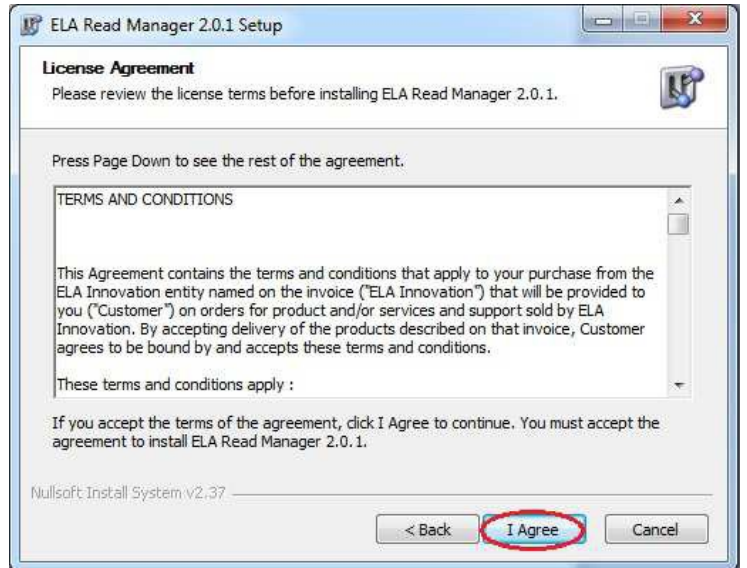 ELA Read Manager 2.0.1 Setup
License Agreement
Please review the license terms before installing ELA Read Manager 2.0.1.
Press Page Down to see the rest of the agreement.
TERMS AND CONDITIONS
This Agreement contains the terms and conditions that apply to your purchase from the
ELA Innovation entity named on the invoice ("ELA Innovation") that will be provided to
you ("Customer") on orders for product and/or services and support sold by ELA
Innovation. By accepting delivery of the products described on that invoice, Customer
agrees to be bound by and accepts these terms and conditions.
These terms and conditions apply :
If you accept the terms of the agreement, click I Agree to continue. You must accept the
agreement to install ELA Read Manager 2.0.1.
Nullsoft Install System v2.37
< Back I Agree Cancel